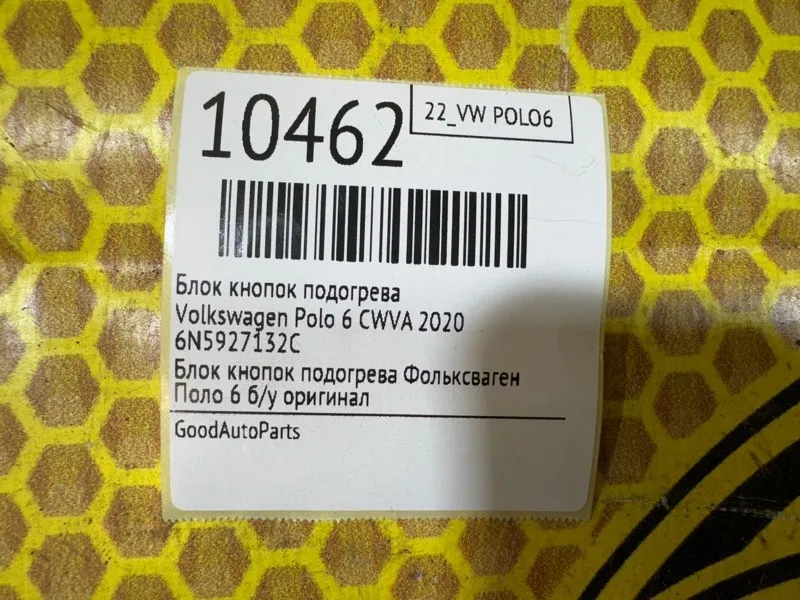 10462
22_VW POLO6
Блок кнопок подогрева
Volkswagen Polo 6 CWVA 2020
6N5927132C
Блок кнопок подогрева Фольксваген
Поло 6 б/у оригинал
GoodAutoParts